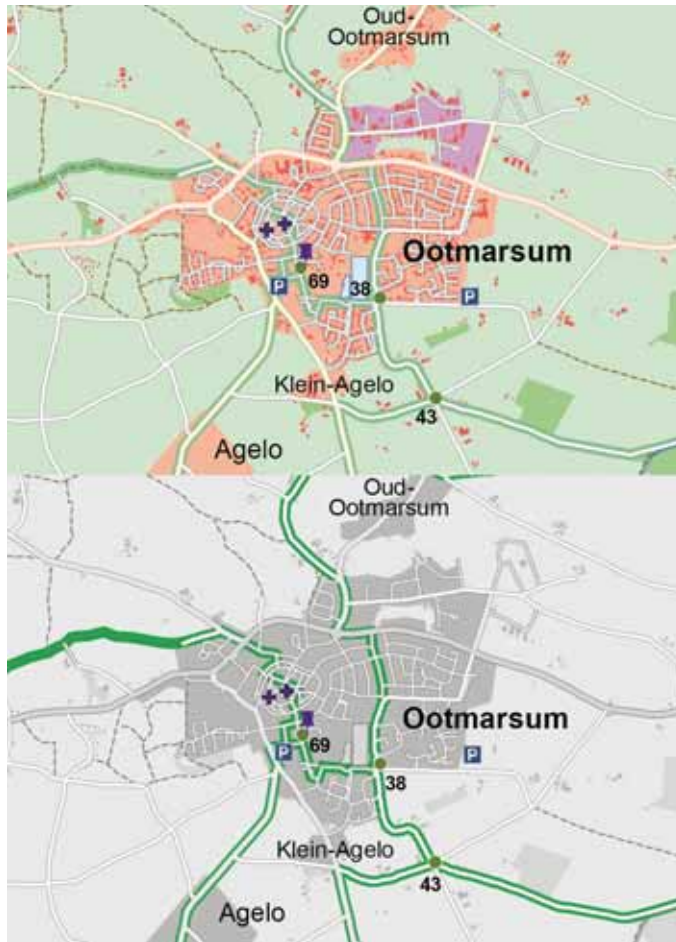 Oud-
Ootmarsum
Ootmarsum
69
38
P
P
Klein-Agelo
43
Agelo
Oud-
Ootmarsum
Ootmarsum
69
P
P
38
Klein-Agelo
43
Agelo